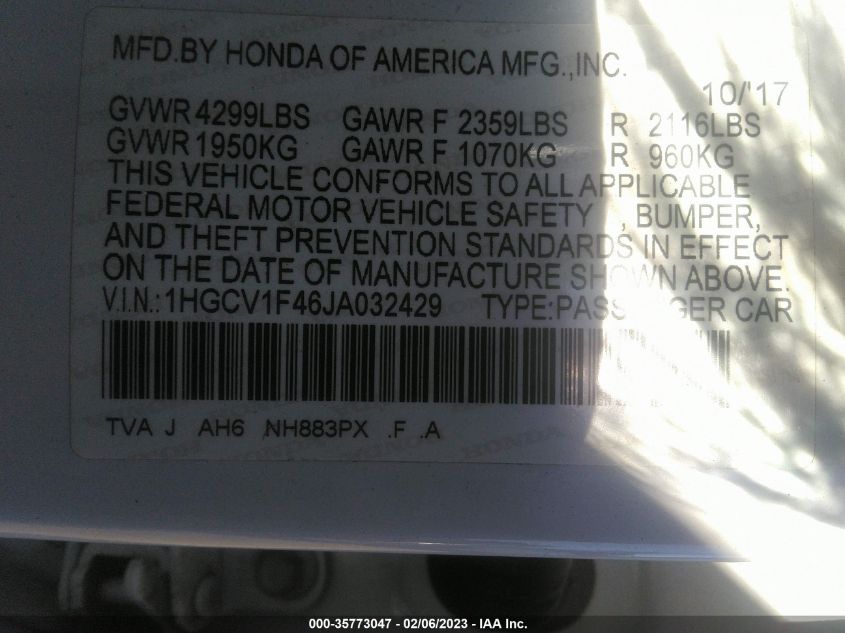 MFD.BY HONDA OF AMERICA MFG.,INC.
10/'17
GVWR 4299LBS GAWR F 2359LBS R 2116LBS
GVWR 1950KG GAWR F 1070KG R 960KG
THIS VEHICLE CONFORMS TO ALL APPLICABLE
FEDERAL MOTOR VEHICLE SAFETY , BUMPER,
AND THEFT PREVENTION STANDARDS IN EFFECT
ON THE DATE OF MANUFACTURE SHOWN ABOVE.
V.I.N.:1HGCV1F46JA032429 TYPE:PASSENGER CAR
TVA J AH6 NH883PX .F .A
000-35773047 - 02/06/2023 - IAA Inc.